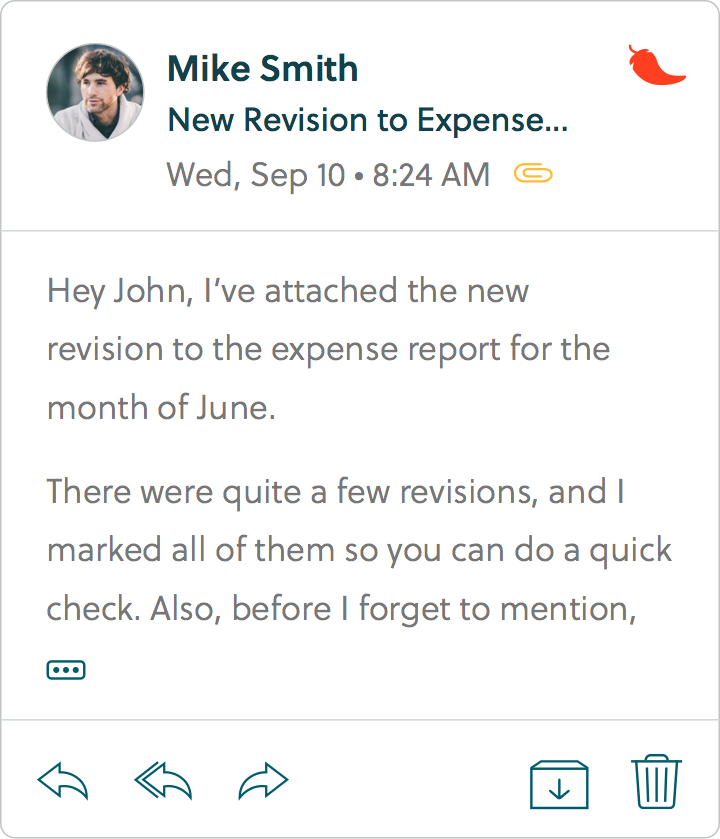 Mike Smith
New Revision to Expense...
Wed, Sep 10 • 8:24 AM
Hey John, I’ve attached the new
revision to the expense report for the
month of June.
There were quite a few revisions, and I
marked all of them so you can do a quick
check. Also, before I forget to mention,